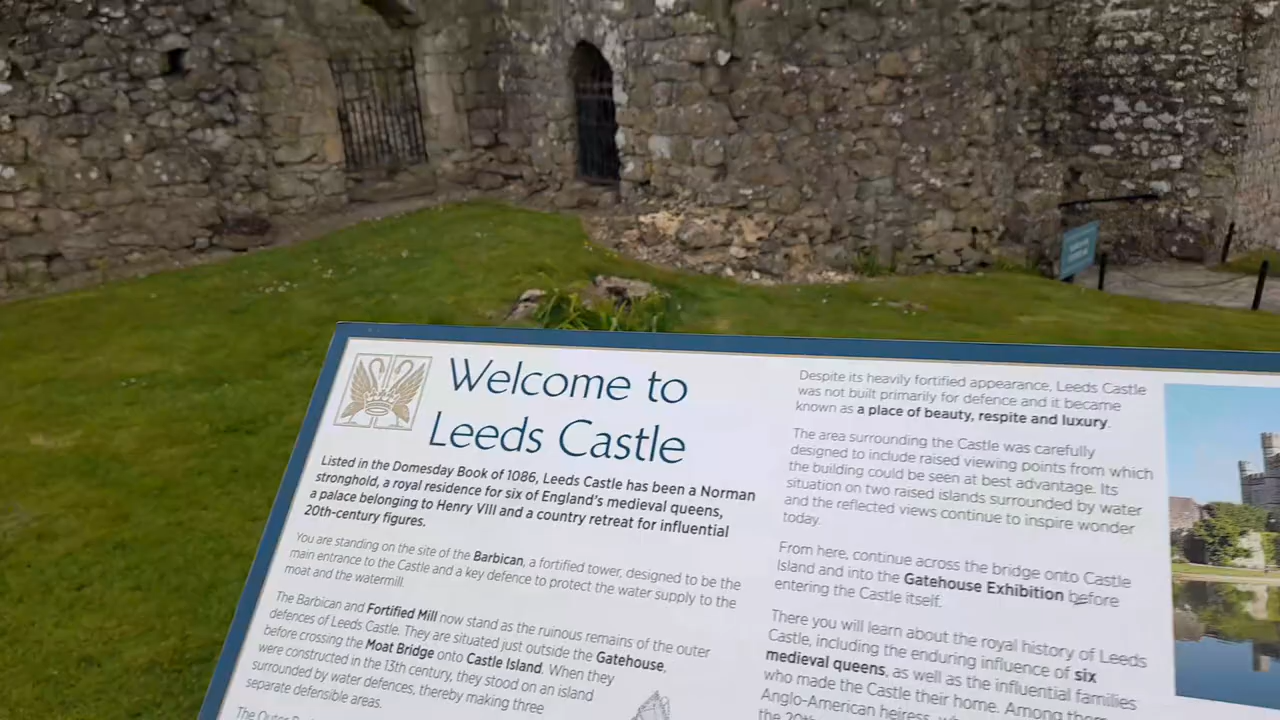 Welcome to
Leeds Castle
Listed in the Domesday Book of 1086, Leeds Castle has been a Norman
stronghold, a royal residence for six of England's medieval queens,
a palace belonging to Henry VIII and a country retreat for influential
20th-century figures.
You are standing on the site of the Barbican, a fortified tower, designed to be the
main entrance to the Castle and a key defence to protect the water supply to the
moat and the watermill.
The Barbican and Fortified Mill now stand as the ruinous remains of the outer
defences of Leeds Castle. They are situated just outside the Gatehouse,
before crossing the Moat Bridge onto Castle Island. When they
were constructed in the 13th century, they stood on an island
surrounded by water defences, thereby making three
separate defensible areas.
The Outer
Despite its heavily fortified appearance, Leeds Castle
was not built primarily for defence and it became
known as a place of beauty, respite and luxury.
The area surrounding the Castle was carefully
designed to include raised viewing points from which
the building could be seen at best advantage. Its
situation on two raised islands surrounded by water
and the reflected views continue to inspire wonder
today.
From here, continue across the bridge onto Castle
Island and into the Gatehouse Exhibition before
entering the Castle itself.
There you will learn about the royal history of Leeds
Castle, including the enduring influence of six
medieval queens, as well as the influential families
who made the Castle their home. Among
Anglo-American heiress,
the 20th